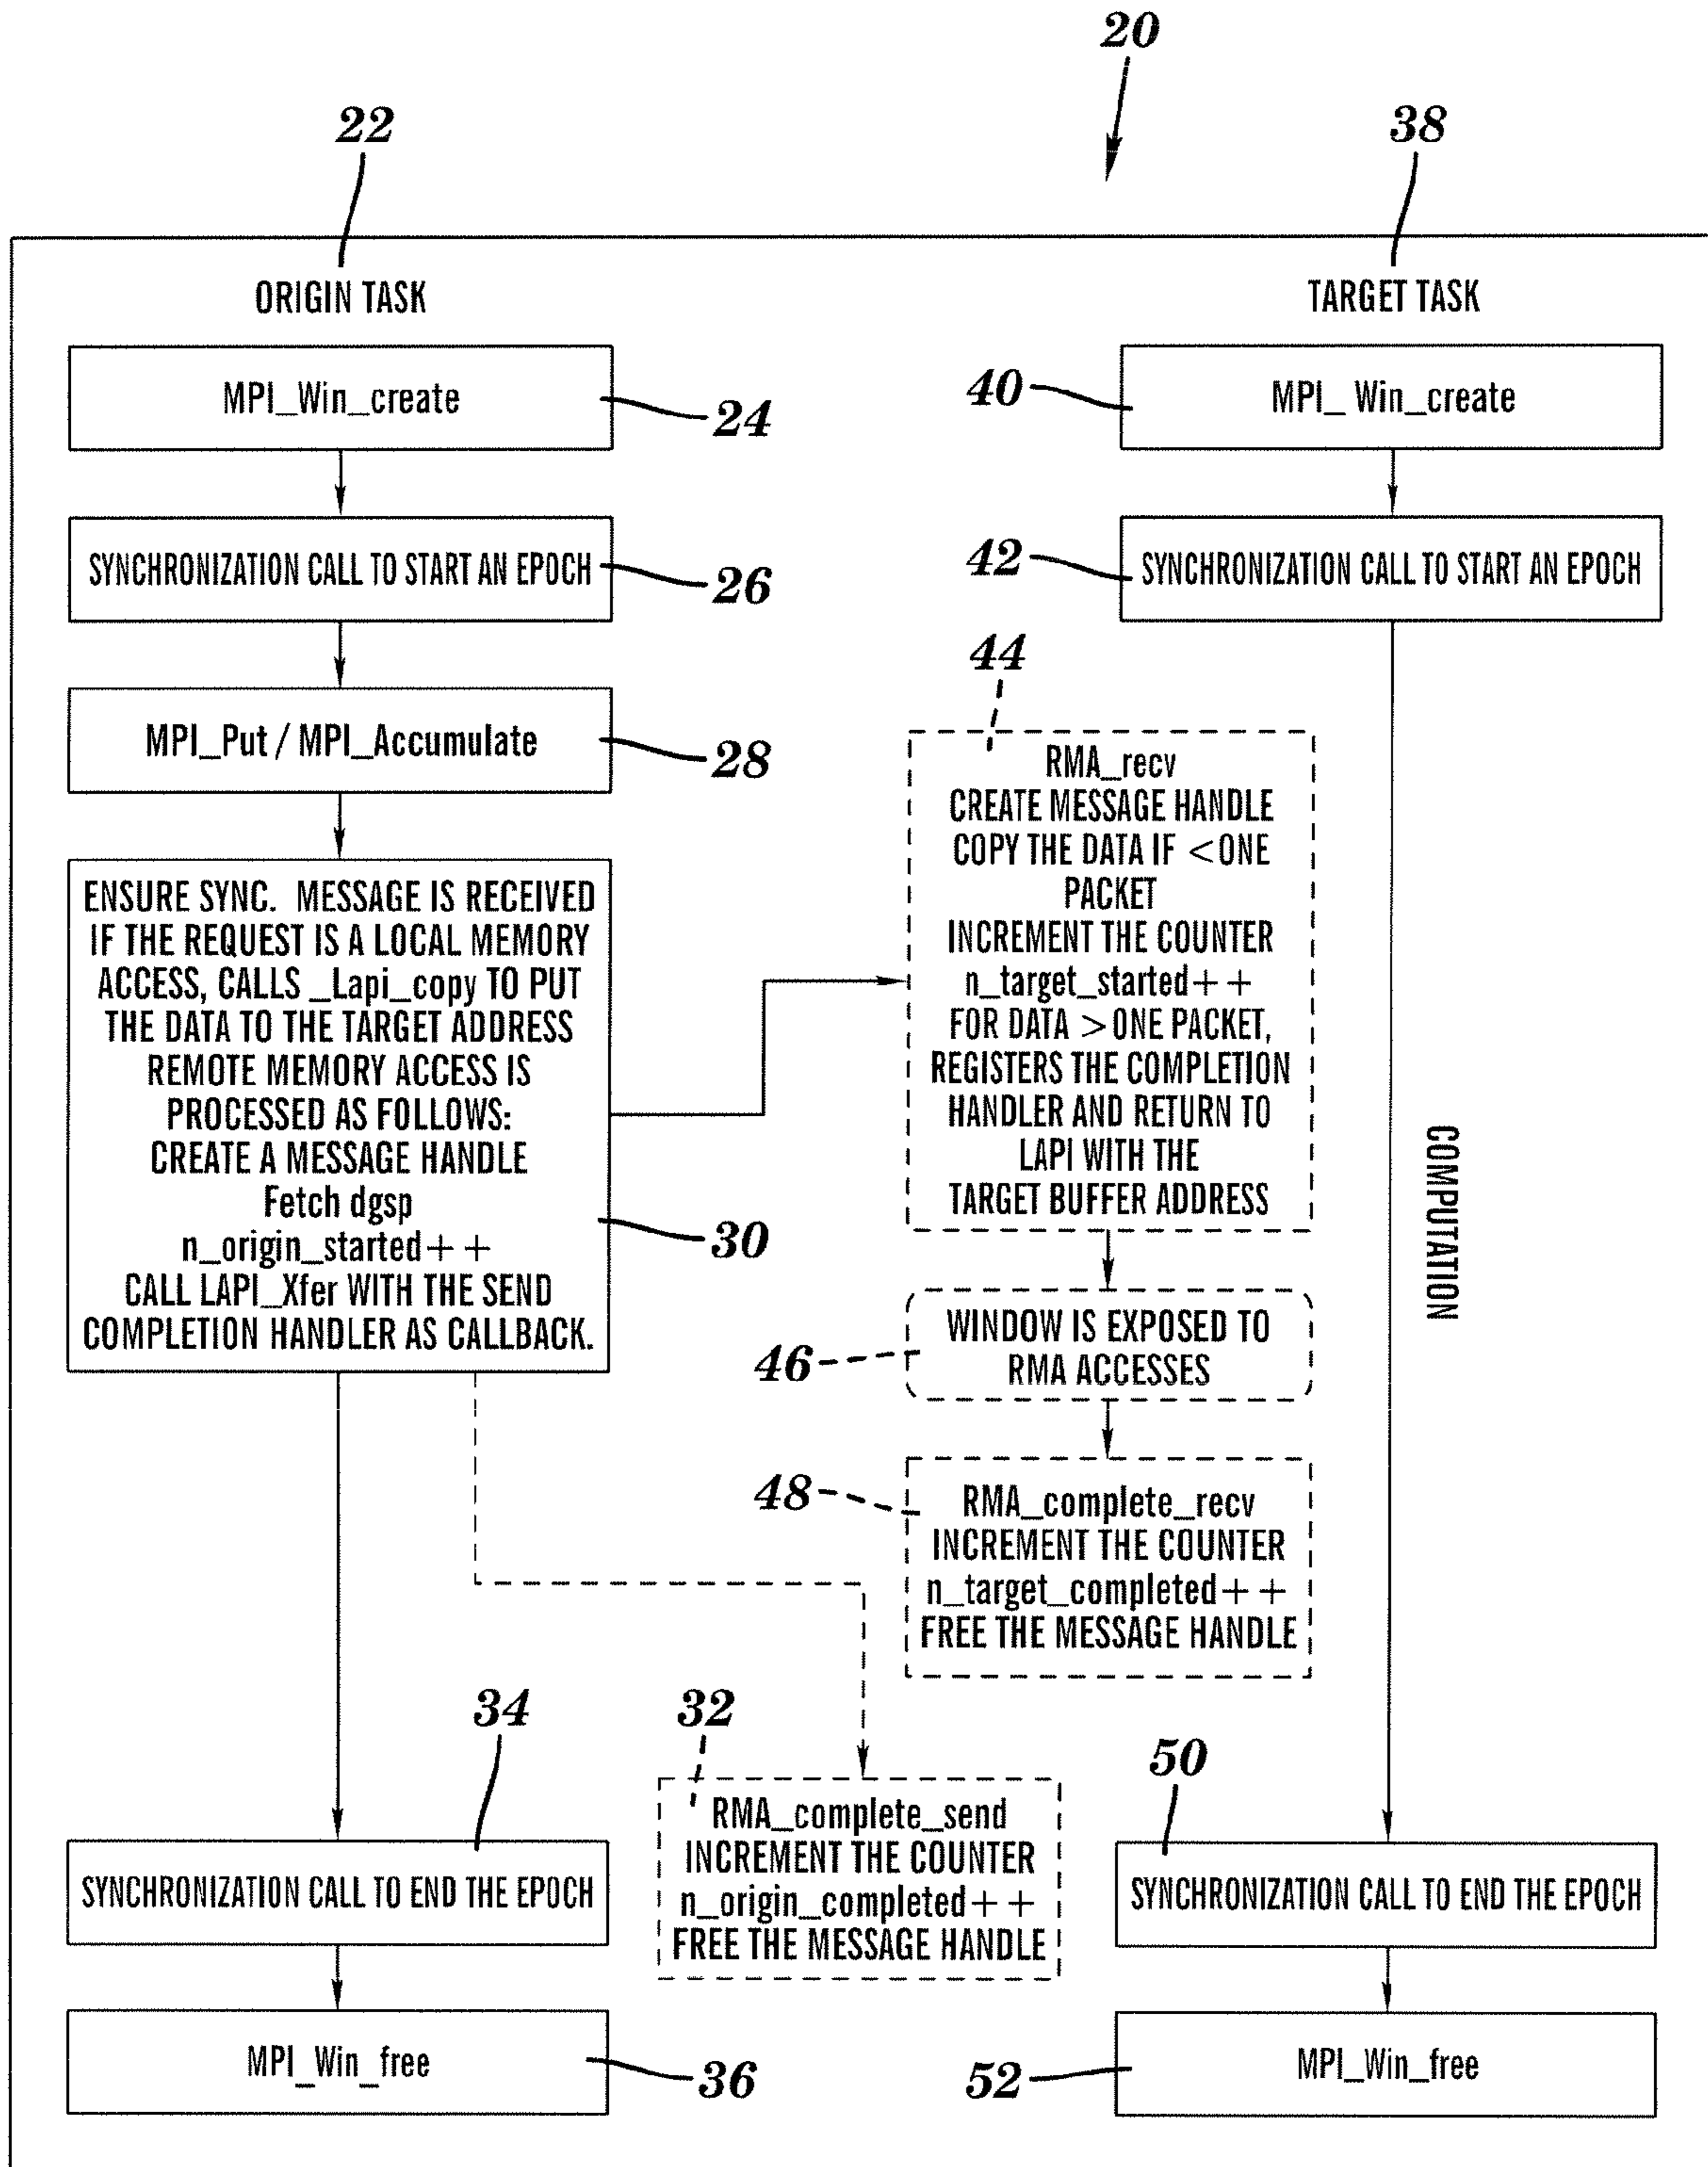 20
22
38
ORIGIN TASK
TARGET TASK
MPI_Win_create
24
40
MPI_ Win_create
SYNCHRONIZATION CALL TO START AN EPOCH
26
42
SYNCHRONIZATION CALL TO START AN EPOCH
MPI_Put / MPI_Accumulate
28
ENSURE SYNC. MESSAGE IS RECEIVED
IF THE REQUEST IS A LOCAL MEMORY
ACCESS, CALLS _Lapi_copy TO PUT
THE DATA TO THE TARGET ADDRESS
REMOTE MEMORY ACCESS IS
PROCESSED AS FOLLOWS:
CREATE A MESSAGE HANDLE
Fetch dgsp
n_origin_started++
CALL LAPI_Xfer WITH THE SEND
COMPLETION HANDLER AS CALLBACK.
30
44
RMA_recv
CREATE MESSAGE HANDLE
COPY THE DATA IF <ONE
PACKET
INCREMENT THE COUNTER
n_target_started++
FOR DATA >ONE PACKET,
REGISTERS THE COMPLETION
HANDLER AND RETURN TO
LAPI WITH THE
TARGET BUFFER ADDRESS
COMPUTATION
46
WINDOW IS EXPOSED TO
RMA ACCESSES
48
RMA_complete_recv
INCREMENT THE COUNTER
n_target_completed++
FREE THE MESSAGE HANDLE
34
32
50
RMA_complete_send
INCREMENT THE COUNTER
n_origin_completed++
FREE THE MESSAGE HANDLE
SYNCHRONIZATION CALL TO END THE EPOCH
SYNCHRONIZATION CALL TO END THE EPOCH
MPI_Win_free
36
52
MPI_Win_free